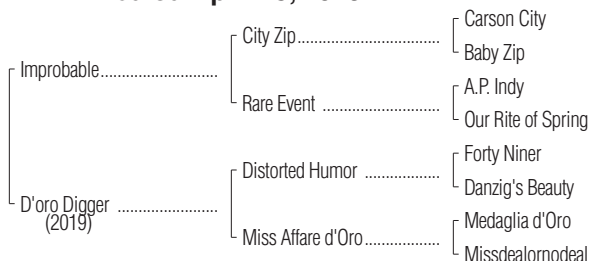 Carson City
City Zip
Baby Zip
Improbable
A.P. Indy
Rare Event
Our Rite of Spring
Forty Niner
Distorted Humor
Danzig's Beauty
D'oro Digger
(2019)
Medaglia d'Oro
Miss Affare d'Oro
Missdealornodeal